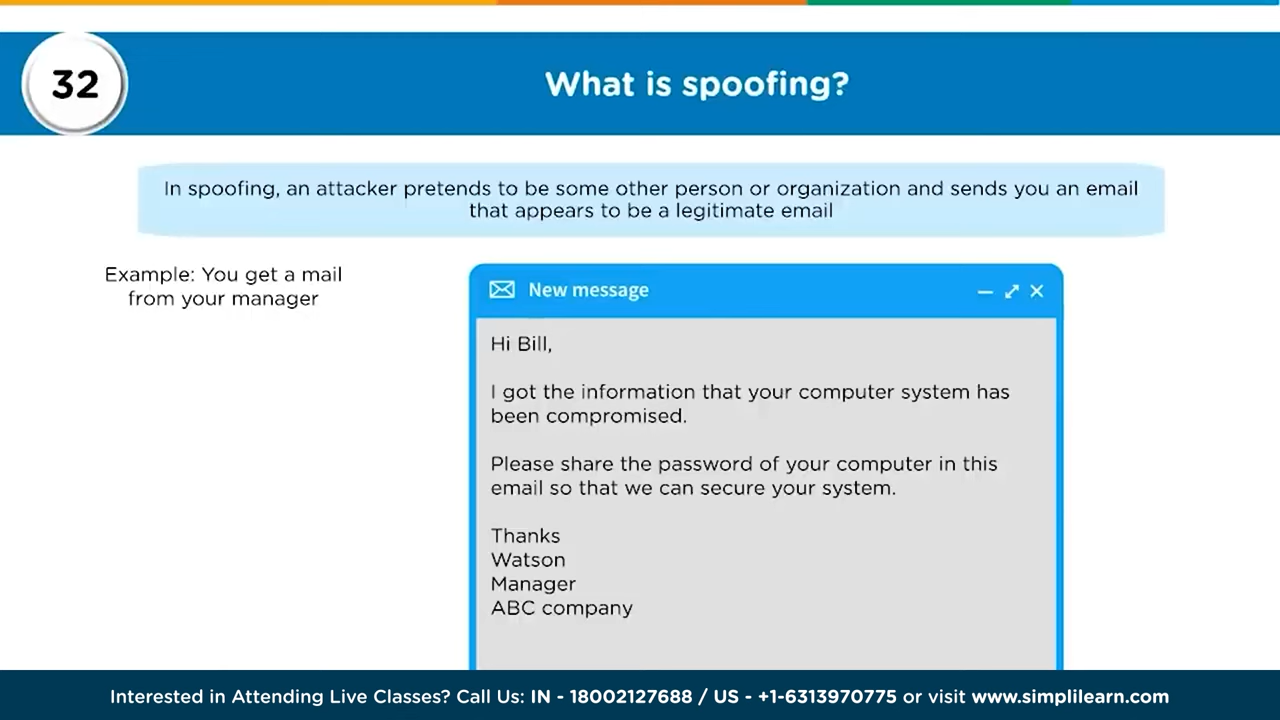 32
What is spoofing?
In spoofing, an attacker pretends to be some other person or organization and sends you an email
that appears to be a legitimate email
Example: You get a mail
from your manager
New message
Hi Bill,
I got the information that your computer system has
been compromised.
Please share the password of your computer in this
email so that we can secure your system.
Thanks
Watson
Manager
ABC company
Interested in Attending Live Classes? Call Us: IN - 18002127688 / US - +1-6313970775 or visit www.simplilearn.com